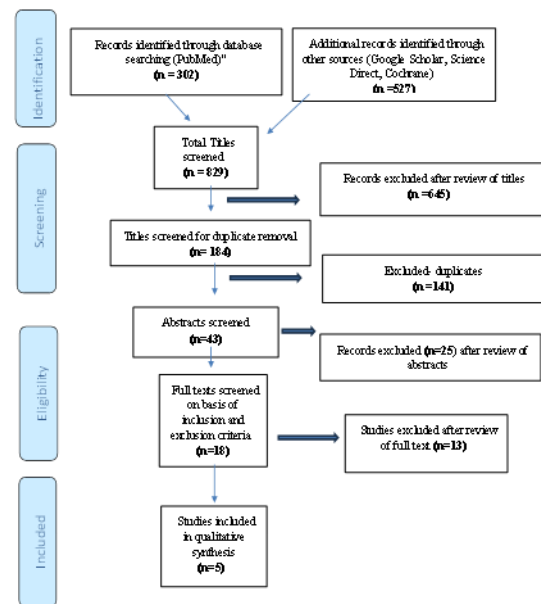 Identification
Records identified through database
searching (PubMed)"
(n = 302)
Additional records identified through
other sources (Google Scholar, Science
Direct, Cochrane)
(n =527)
Total Titles
screened
(n = 829)
Screening
Records excluded after review of titles
(n =645)
Titles screened for duplicate removal
(n= 184)
Excluded- duplicates
(n=141)
Abstracts screened
(n=43)
Records excluded (n=25) after review of
abstracts
Eligibility
Full texts screened
on basis of
inclusion and
exclusion criteria
(n=18)
Studies excluded after review
of full text (n=13)
Included
Studies included
in qualitative
synthesis
(n=5)